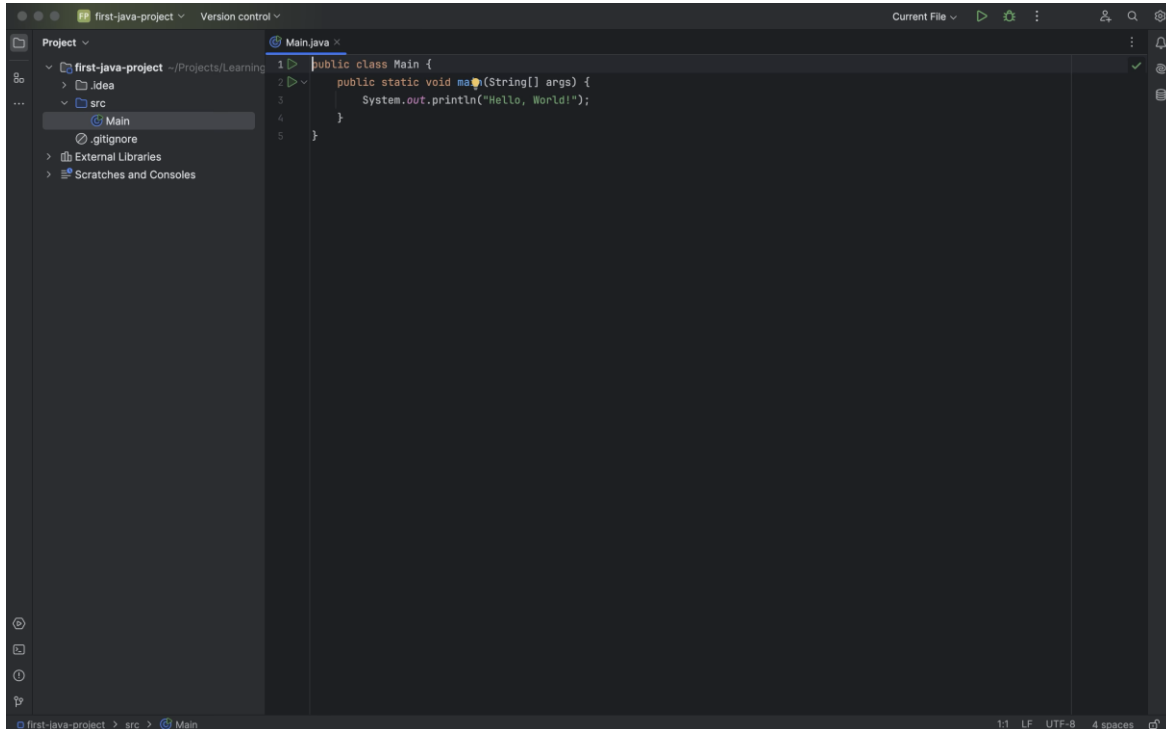 FP first-java-project Version control Current File
Project
Main.java
first-java-project ~/Projects/Learning
.idea
src
Main
.gitignore
External Libraries
Scratches and Consoles
1 public class Main {
2 public static void main(String[] args) {
3 System.out.println("Hello, World!");
4 }
5 }
first-java-project > src > Main 1:1 LF UTF-8 4 spaces